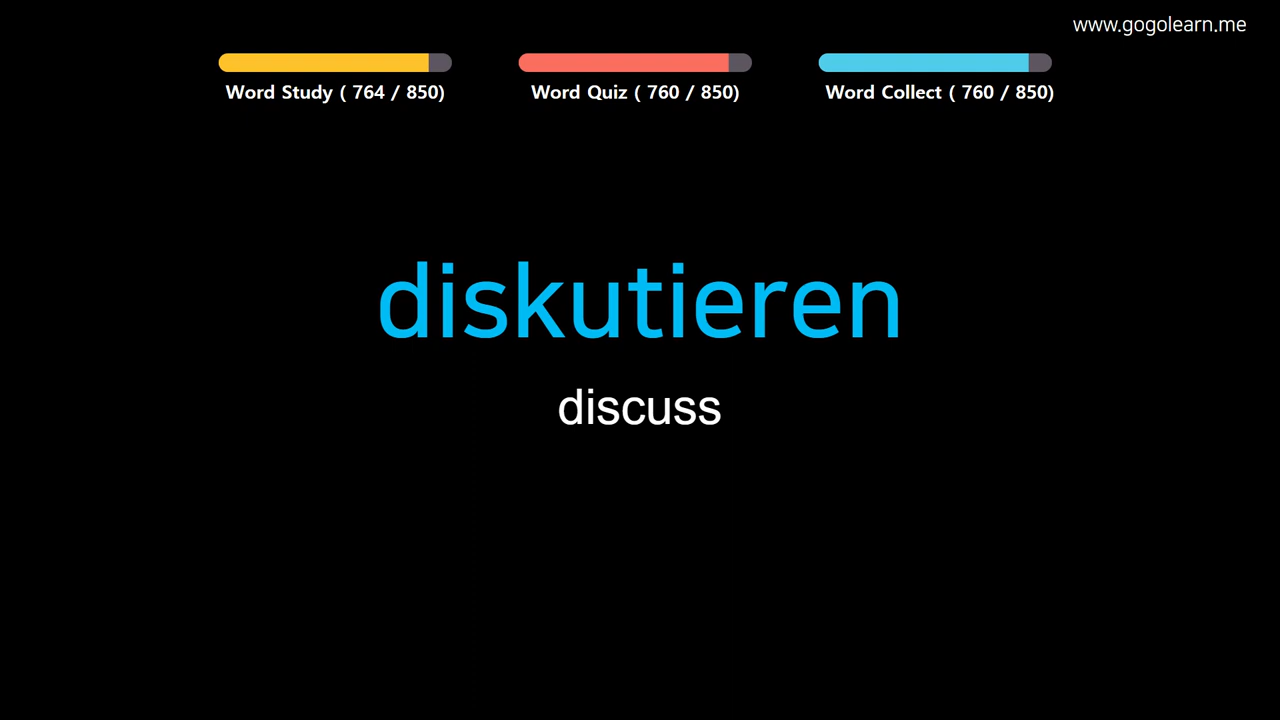 www.gogolearn.me
Word Study ( 764 / 850)
Word Quiz ( 760 / 850)
Word Collect ( 760 / 850)
diskutieren
discuss